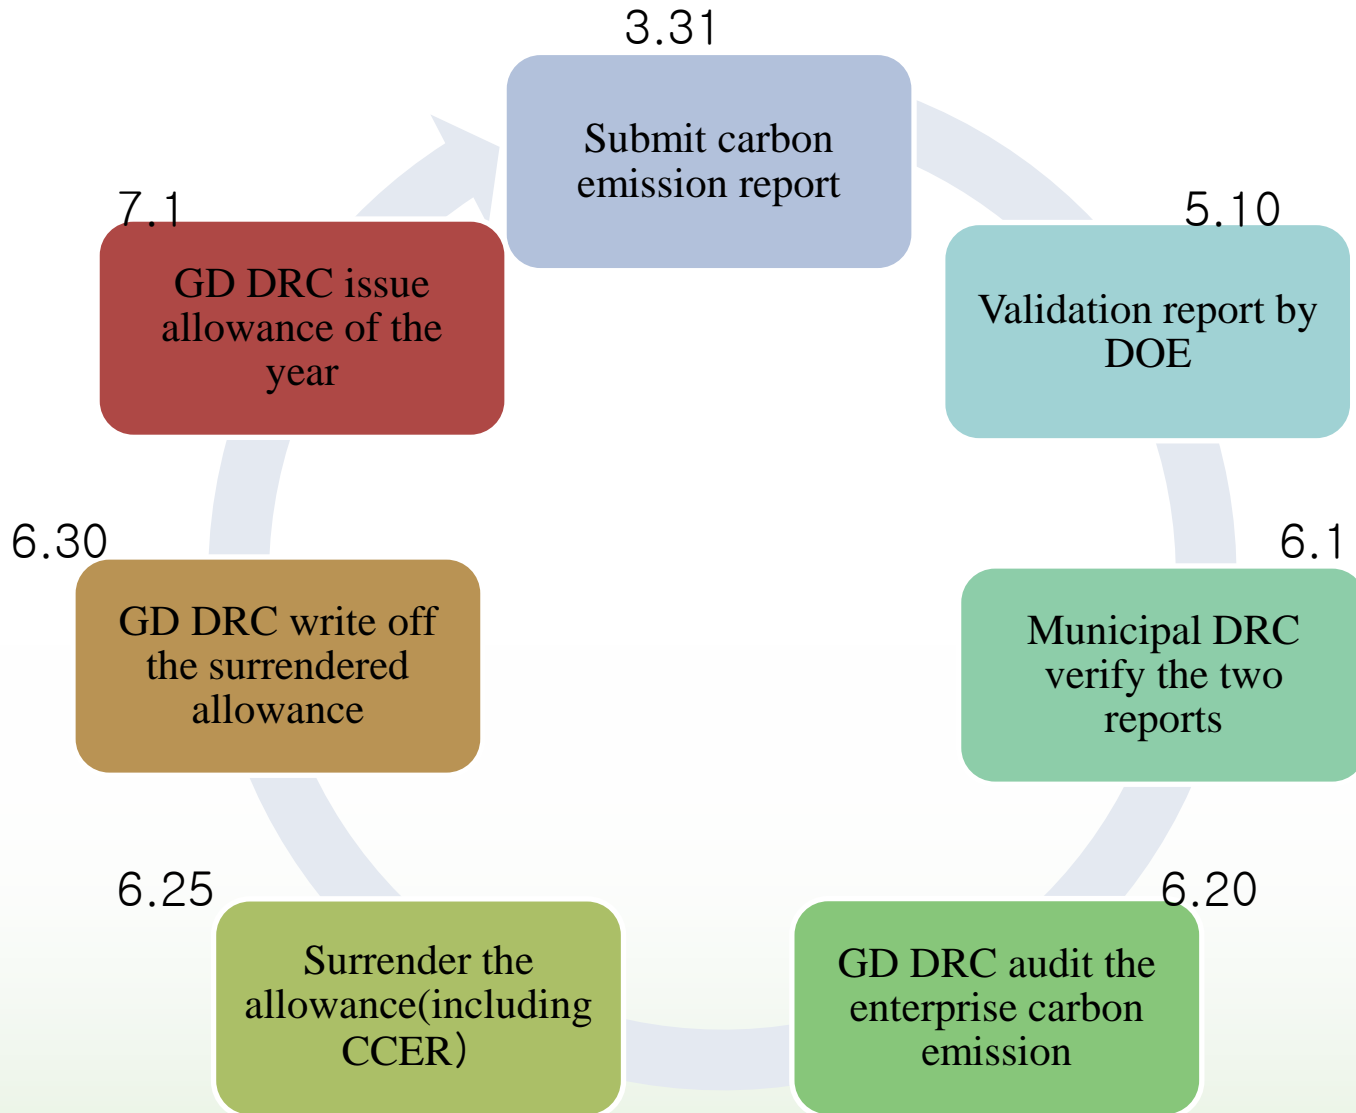 3.31
Submit carbon
emission report
5.10
Validation report by
DOE
6.1
Municipal DRC
verify the two
reports
6.20
GD DRC audit the
enterprise carbon
emission
6.25
Surrender the
allowance(including
CCER）
6.30
GD DRC write off
the surrendered
allowance
7.1
GD DRC issue
allowance of the
year